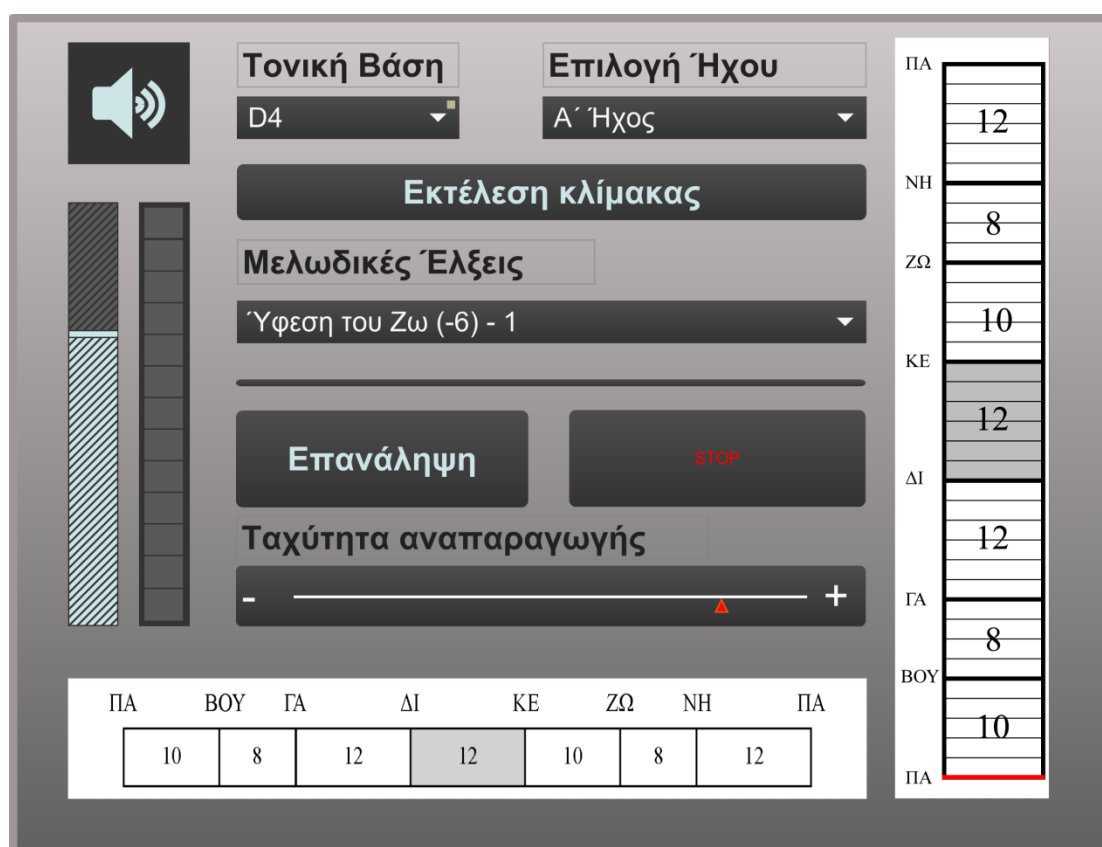 Τονική Βάση
Επιλογή Ήχου
D4
Α΄ Ήχος
Εκτέλεση κλίμακας
Μελωδικές Έλξεις
Ύφεση του Ζω (-6) - 1
Επανάληψη
STOP
Ταχύτητα αναπαραγωγής
- +
ΠΑ ΒΟΥ ΓΑ ΔΙ ΚΕ ΖΩ ΝΗ ΠΑ
10 8 12 12 10 8 12
ΠΑ
12
ΝΗ
8
ΖΩ
10
ΚΕ
12
ΔΙ
12
ΓΑ
8
ΒΟΥ
10
ΠΑ